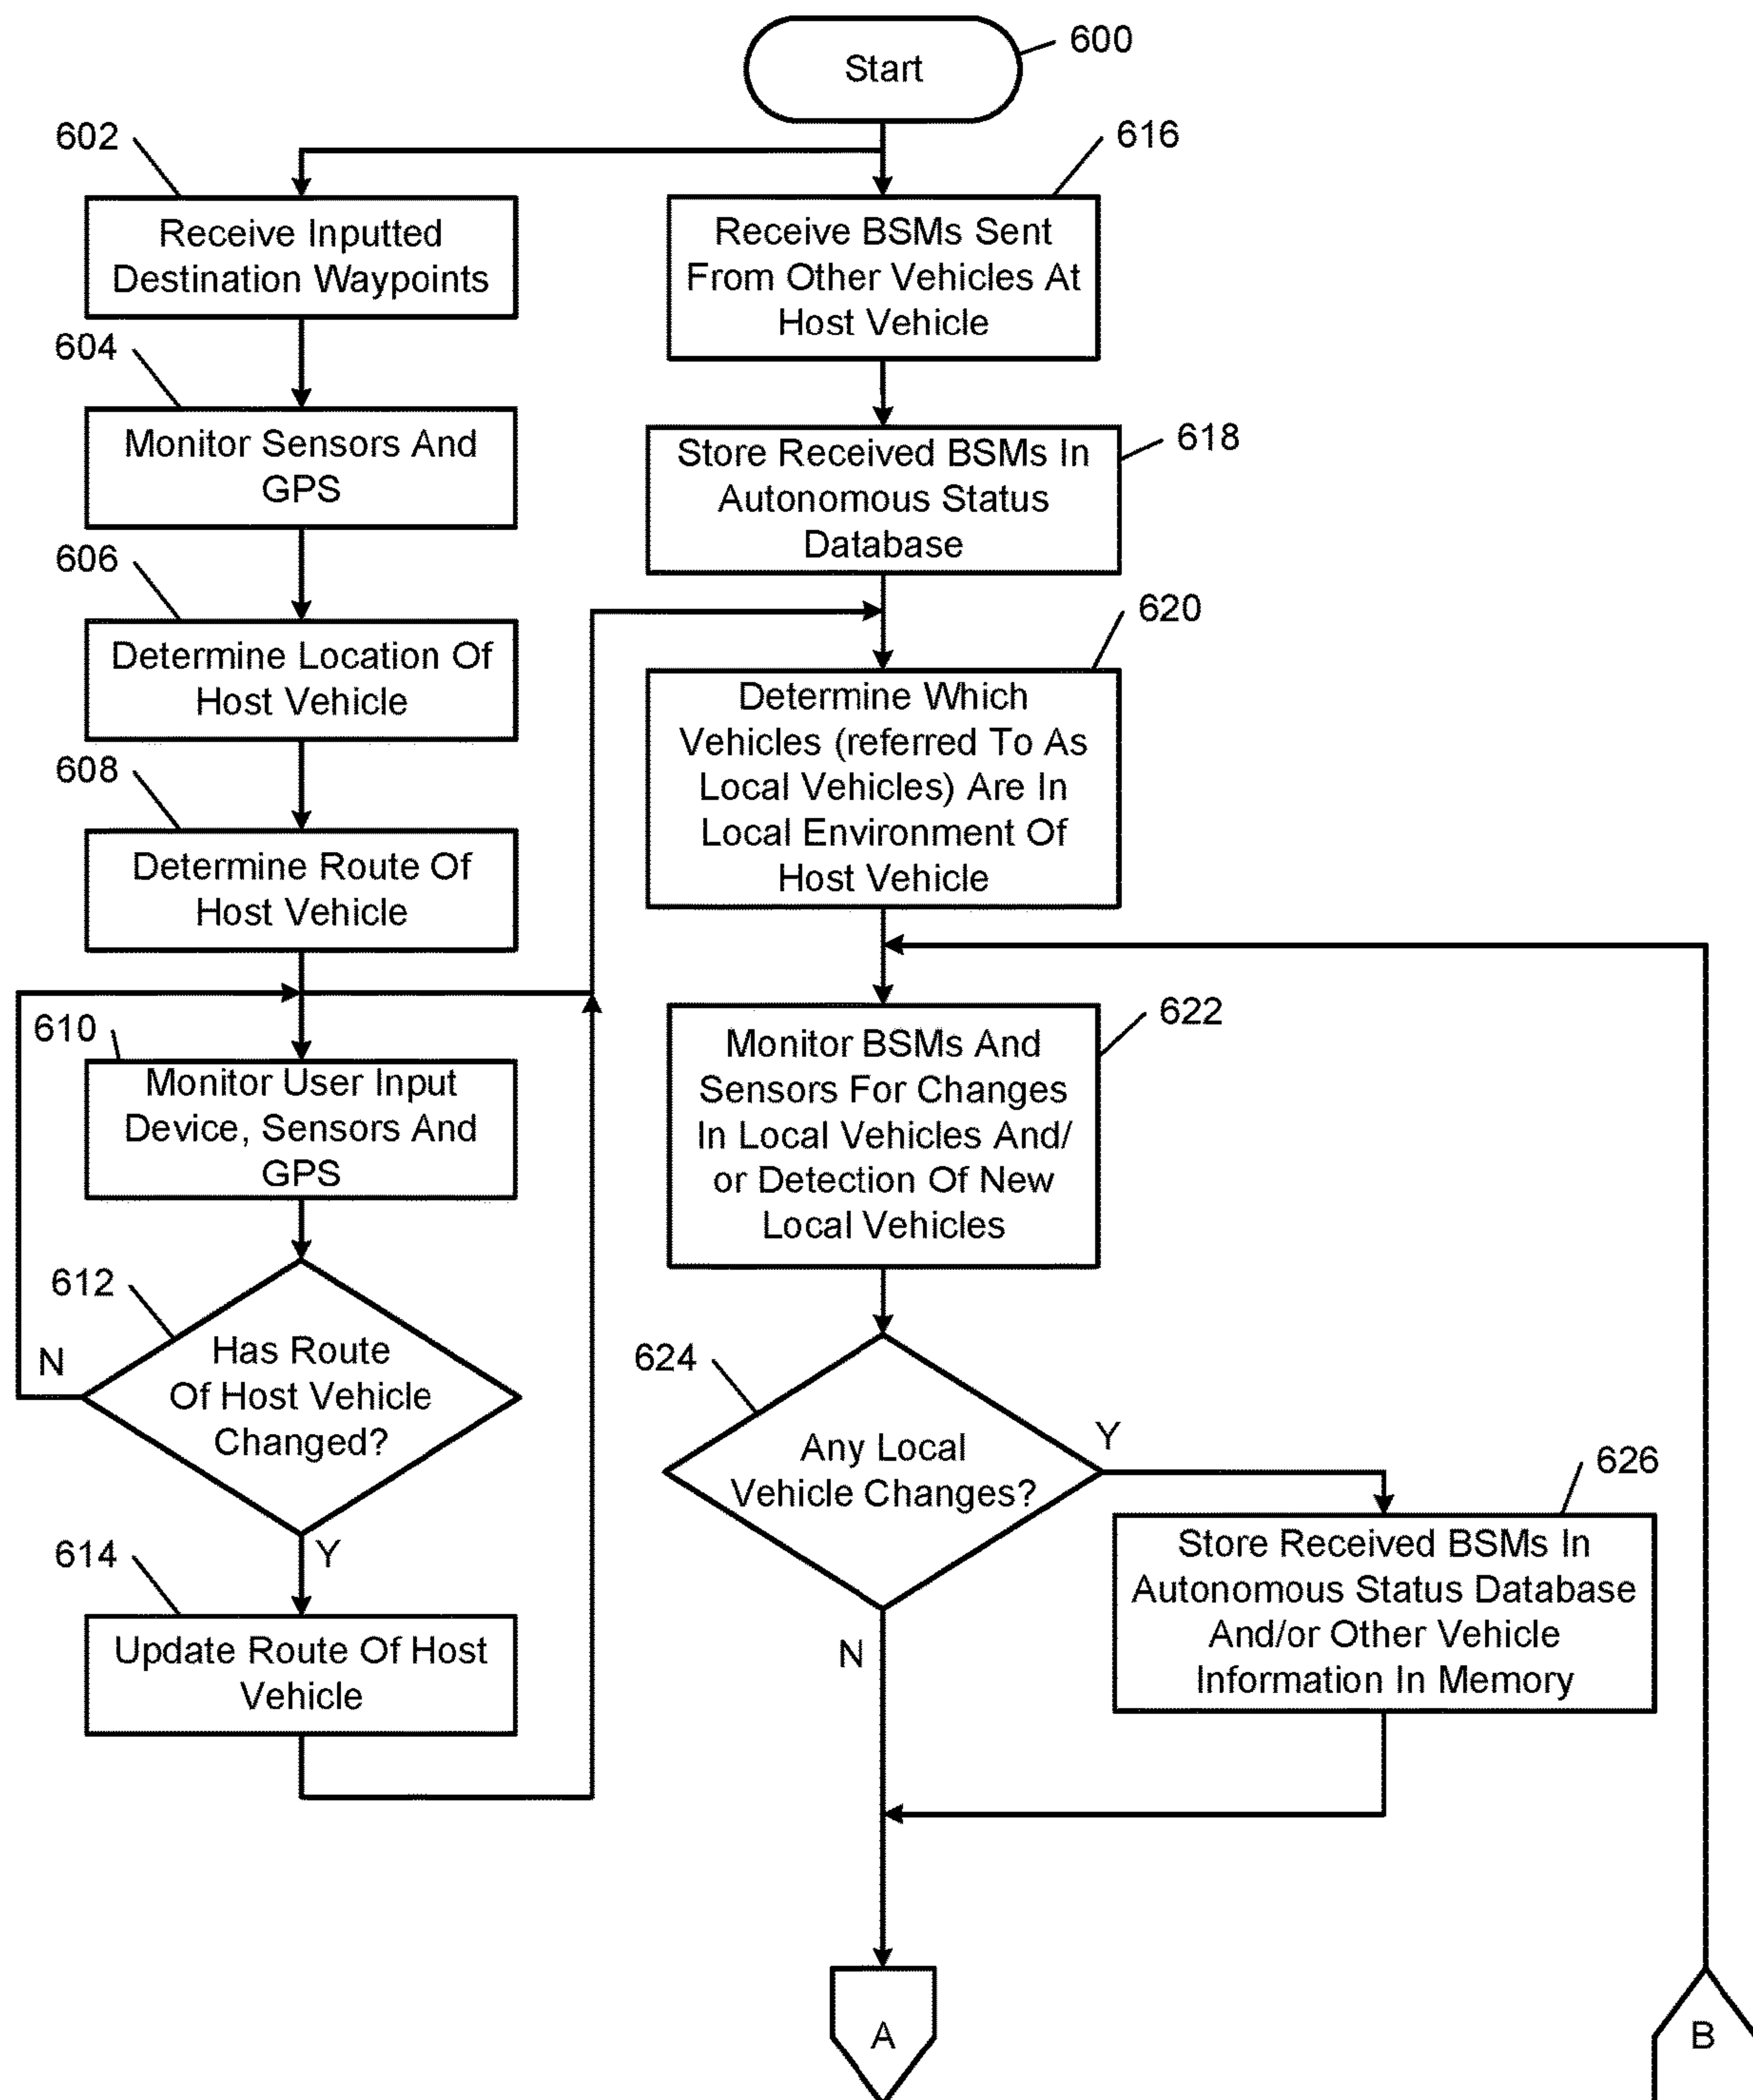 Start
600
602
Receive Inputted
Destination Waypoints
604
Monitor Sensors And
GPS
606
Determine Location Of
Host Vehicle
608
Determine Route Of
Host Vehicle
610
Monitor User Input
Device, Sensors And
GPS
612
N
Has Route
Of Host Vehicle
Changed?
Y
614
Update Route Of Host
Vehicle
616
Receive BSMs Sent
From Other Vehicles At
Host Vehicle
618
Store Received BSMs In
Autonomous Status
Database
620
Determine Which
Vehicles (referred To As
Local Vehicles) Are In
Local Environment Of
Host Vehicle
622
Monitor BSMs And
Sensors For Changes
In Local Vehicles And/
or Detection Of New
Local Vehicles
624
Any Local
Vehicle Changes?
Y
N
626
Store Received BSMs In
Autonomous Status Database
And/or Other Vehicle
Information In Memory
A
B